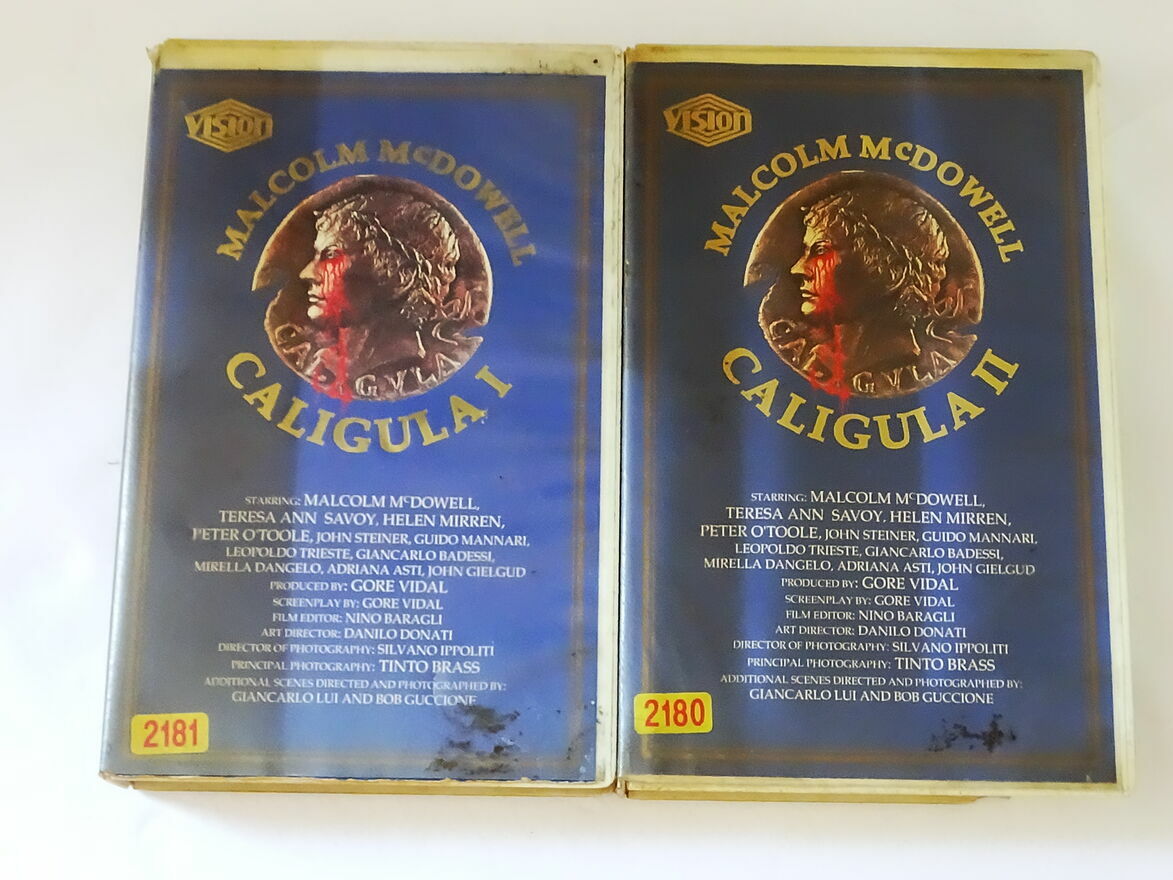 VISION
MALCOLM McDOWELL
CALIGULA
CALIGULA I
STARRING: MALCOLM McDOWELL,
TERESA ANN SAVOY, HELEN MIRREN,
PETER O'TOOLE, JOHN STEINER, GUIDO MANNARI,
LEOPOLDO TRIESTE, GIANCARLO BADESSI,
MIRELLA DANGELO, ADRIANA ASTI, JOHN GIELGUD
PRODUCED BY: GORE VIDAL
SCREENPLAY BY: GORE VIDAL
FILM EDITOR: NINO BARAGLI
ART DIRECTOR: DANILO DONATI
DIRECTOR OF PHOTOGRAPHY: SILVANO IPPOLITI
PRINCIPAL PHOTOGRAPHY: TINTO BRASS
ADDITIONAL SCENES DIRECTED AND PHOTOGRAPHED BY:
GIANCARLO LUI AND BOB GUCCIONE
2181
VISION
MALCOLM McDOWELL
CALIGULA
CALIGULA II
STARRING: MALCOLM McDOWELL,
TERESA ANN SAVOY, HELEN MIRREN,
PETER O'TOOLE, JOHN STEINER, GUIDO MANNARI,
LEOPOLDO TRIESTE, GIANCARLO BADESSI,
MIRELLA DANGELO, ADRIANA ASTI, JOHN GIELGUD
PRODUCED BY: GORE VIDAL
SCREENPLAY BY: GORE VIDAL
FILM EDITOR: NINO BARAGLI
ART DIRECTOR: DANILO DONATI
DIRECTOR OF PHOTOGRAPHY: SILVANO IPPOLITI
PRINCIPAL PHOTOGRAPHY: TINTO BRASS
ADDITIONAL SCENES DIRECTED AND PHOTOGRAPHED BY:
GIANCARLO LUI AND BOB GUCCIONE
2180